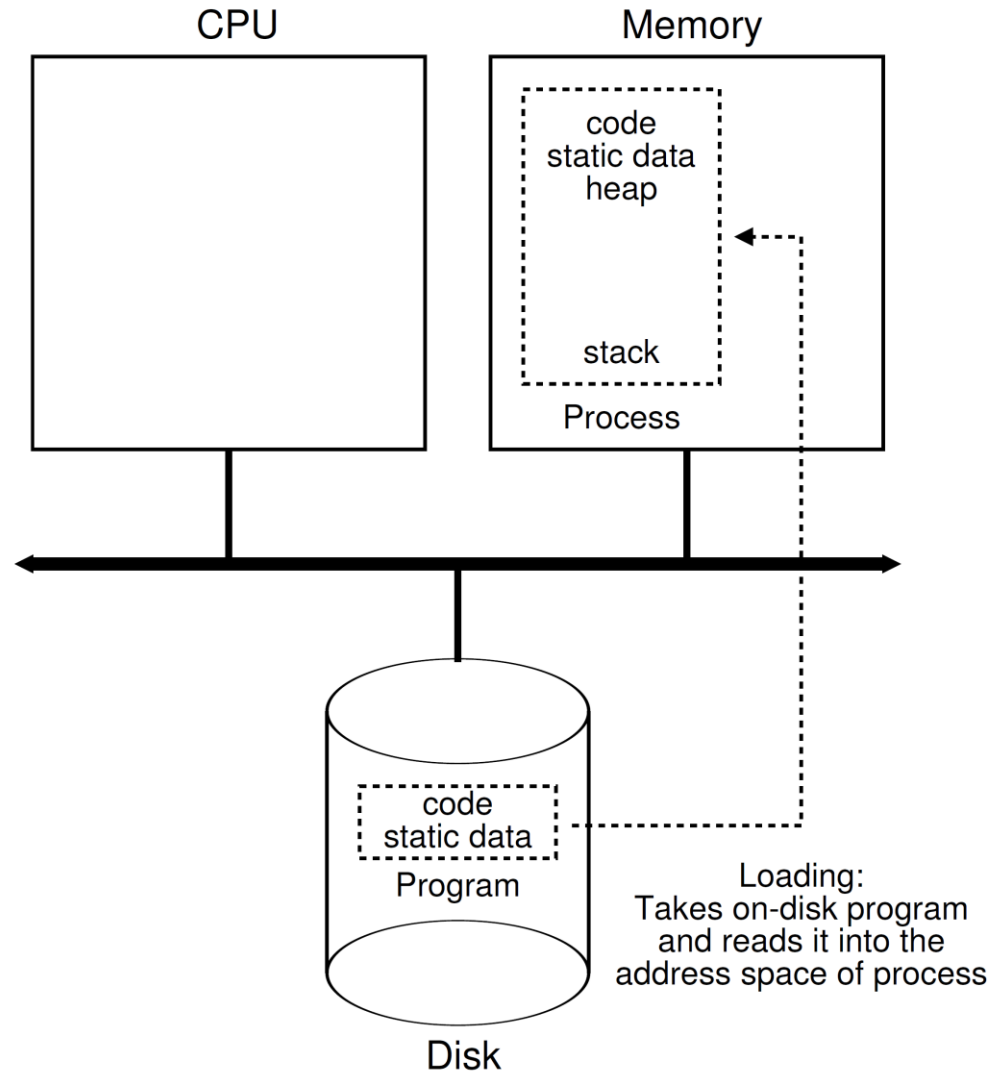 CPU
Memory
code
static data
heap
stack
Process
code
static data
Program
Loading:
Takes on-disk program
and reads it into the
address space of process
Disk